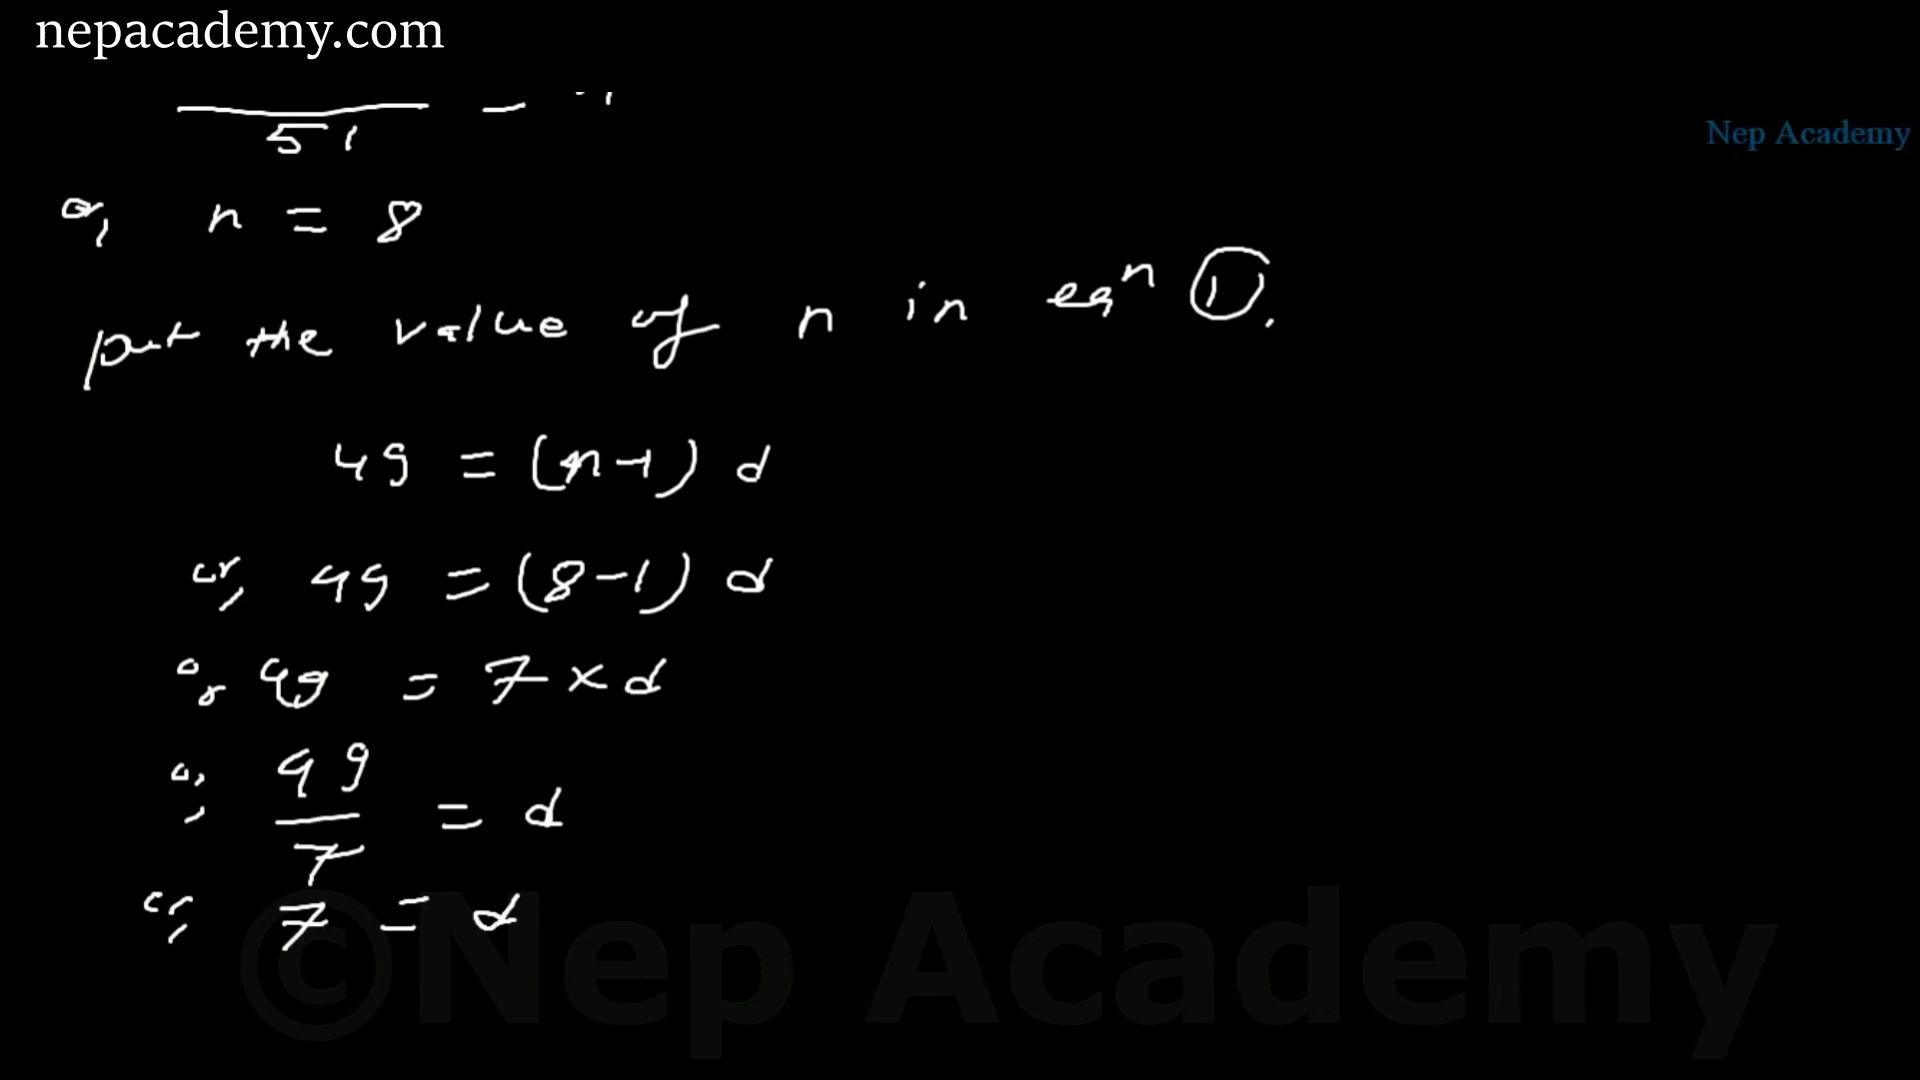 nepacademy.com
51
Nep Academy
or, n = 8
put the value of n in eqⁿ ①.
49 = (n-1) d
or, 49 = (8-1) d
or 49 = 7 × d
or, 49/7 = d
or, 7 = d
©Nep Academy